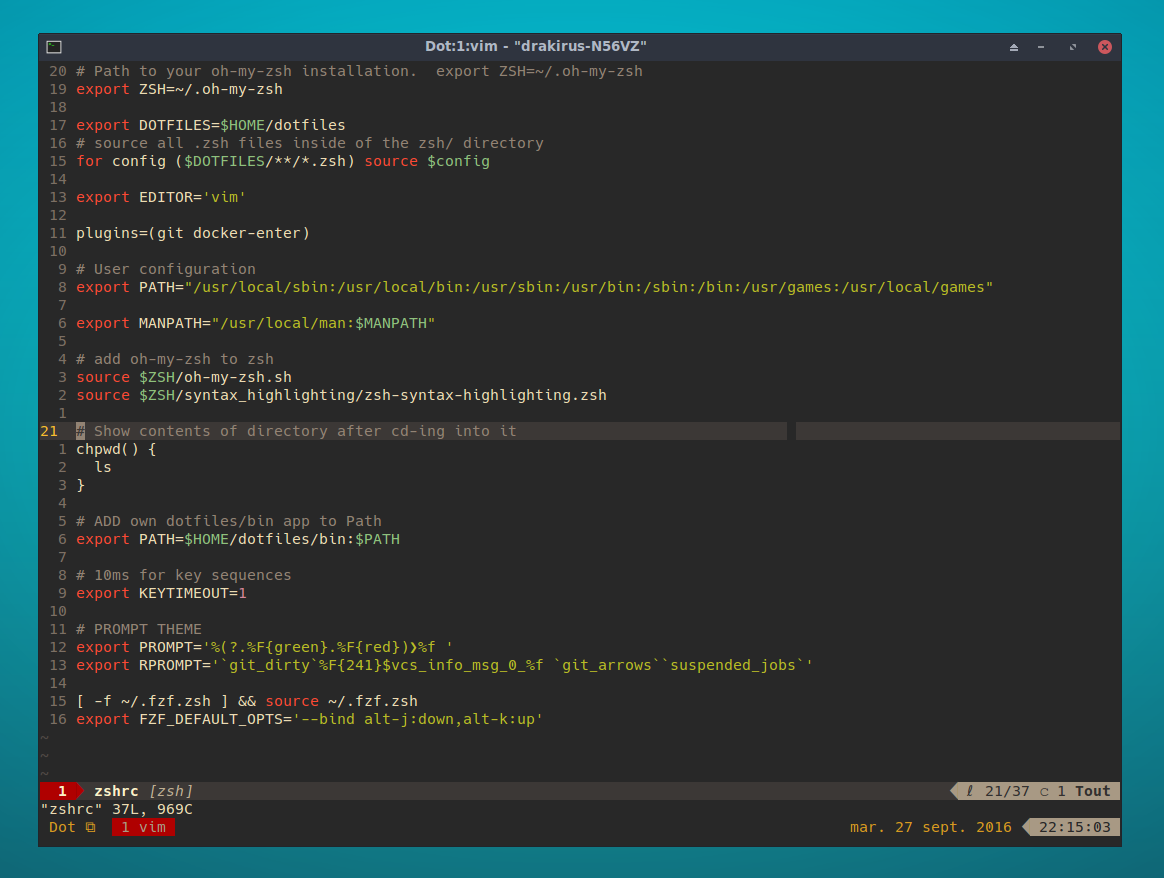 Dot:1:vim - "drakirus-N56VZ"
20 # Path to your oh-my-zsh installation.  export ZSH=~/.oh-my-zsh
19 export ZSH=~/.oh-my-zsh
18
17 export DOTFILES=$HOME/dotfiles
16 # source all .zsh files inside of the zsh/ directory
15 for config ($DOTFILES/**/*.zsh) source $config
14
13 export EDITOR='vim'
12
11 plugins=(git docker-enter)
10
9 # User configuration
8 export PATH="/usr/local/sbin:/usr/local/bin:/usr/sbin:/usr/bin:/sbin:/bin:/usr/games:/usr/local/games"
7
6 export MANPATH="/usr/local/man:$MANPATH"
5
4 # add oh-my-zsh to zsh
3 source $ZSH/oh-my-zsh.sh
2 source $ZSH/syntax_highlighting/zsh-syntax-highlighting.zsh
1
21 # Show contents of directory after cd-ing into it
1 chpwd() {
2   ls
3 }
4
5 # ADD own dotfiles/bin app to Path
6 export PATH=$HOME/dotfiles/bin:$PATH
7
8 # 10ms for key sequences
9 export KEYTIMEOUT=1
10
11 # PROMPT THEME
12 export PROMPT='%(?.%F{green}.%F{red})❯%f '
13 export RPROMPT='`git_dirty`%F{241}$vcs_info_msg_0_%f `git_arrows``suspended_jobs`'
14
15 [ -f ~/.fzf.zsh ] && source ~/.fzf.zsh
16 export FZF_DEFAULT_OPTS='--bind alt-j:down,alt-k:up'
~
~
~
1 zshrc [zsh] ℓ 21/37 c 1 Tout
"zshrc" 37L, 969C
Dot ⧉ 1 vim mar. 27 sept. 2016 22:15:03